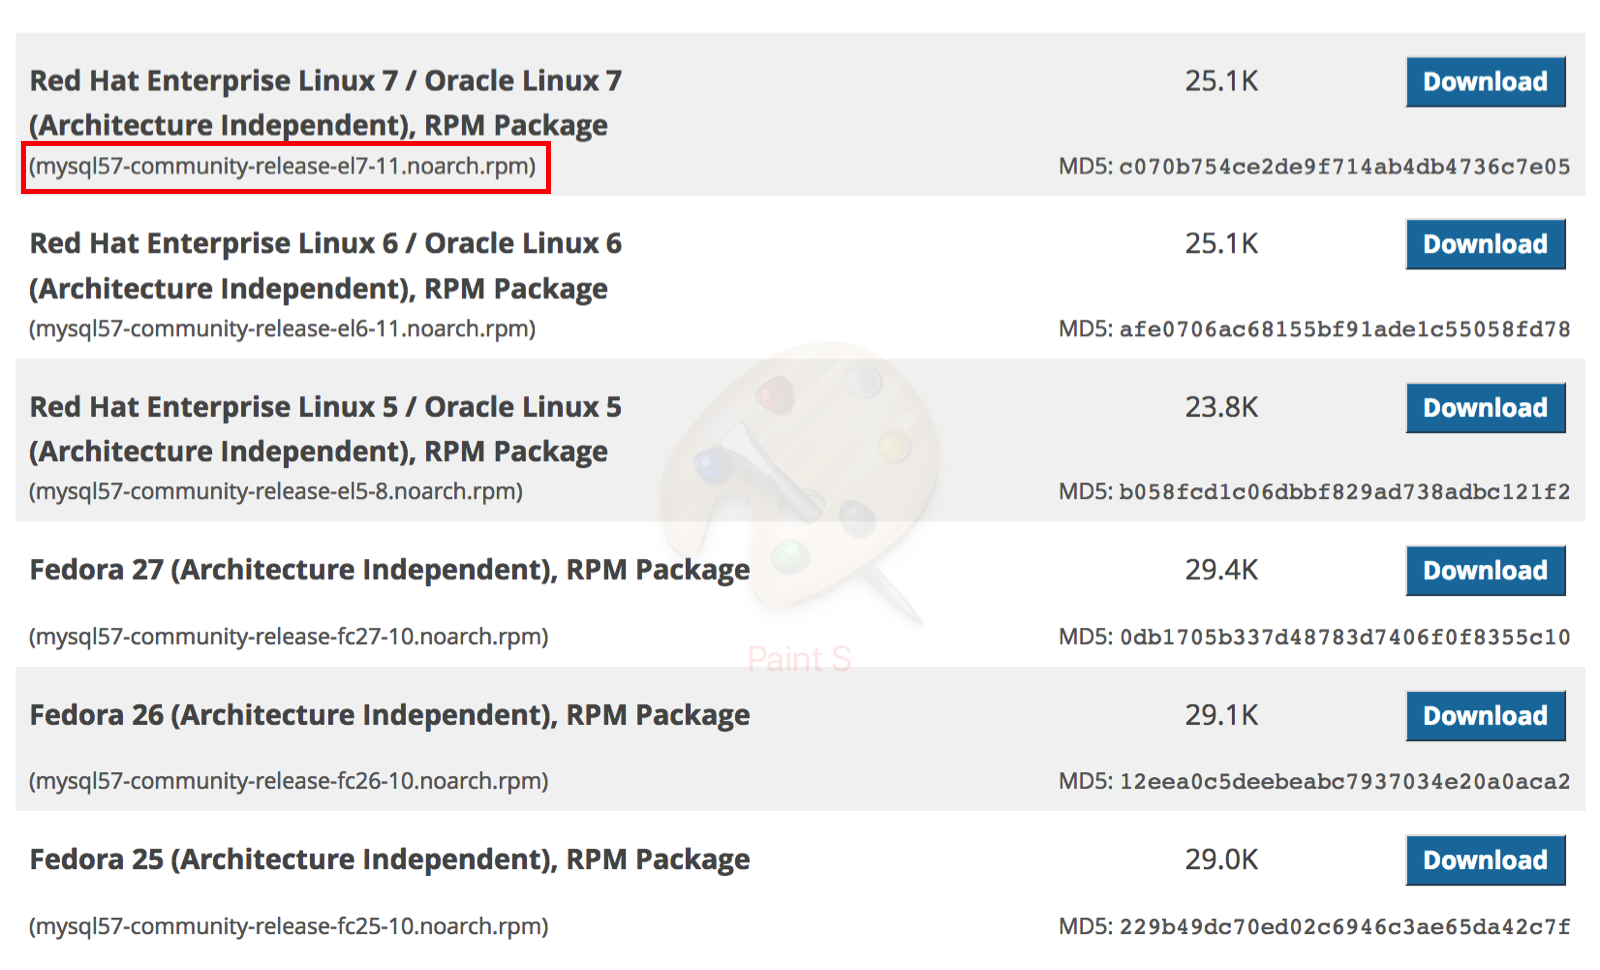 Red Hat Enterprise Linux 7 / Oracle Linux 7 25.1K Download
(Architecture Independent), RPM Package
(mysql57-community-release-el7-11.noarch.rpm) MD5: c070b754ce2de9f714ab4db4736c7e05
Red Hat Enterprise Linux 6 / Oracle Linux 6 25.1K Download
(Architecture Independent), RPM Package
(mysql57-community-release-el6-11.noarch.rpm) MD5: afe0706ac68155bf91ade1c55058fd78
Red Hat Enterprise Linux 5 / Oracle Linux 5 23.8K Download
(Architecture Independent), RPM Package
(mysql57-community-release-el5-8.noarch.rpm) MD5: b058fcd1c06dbbf829ad738adbc121f2
Fedora 27 (Architecture Independent), RPM Package 29.4K Download
(mysql57-community-release-fc27-10.noarch.rpm) MD5: 0db1705b337d48783d7406f0f8355c10
Paint S
Fedora 26 (Architecture Independent), RPM Package 29.1K Download
(mysql57-community-release-fc26-10.noarch.rpm) MD5: 12eea0c5deebeabc7937034e20a0aca2
Fedora 25 (Architecture Independent), RPM Package 29.0K Download
(mysql57-community-release-fc25-10.noarch.rpm) MD5: 229b49dc70ed02c6946c3ae65da42c7f